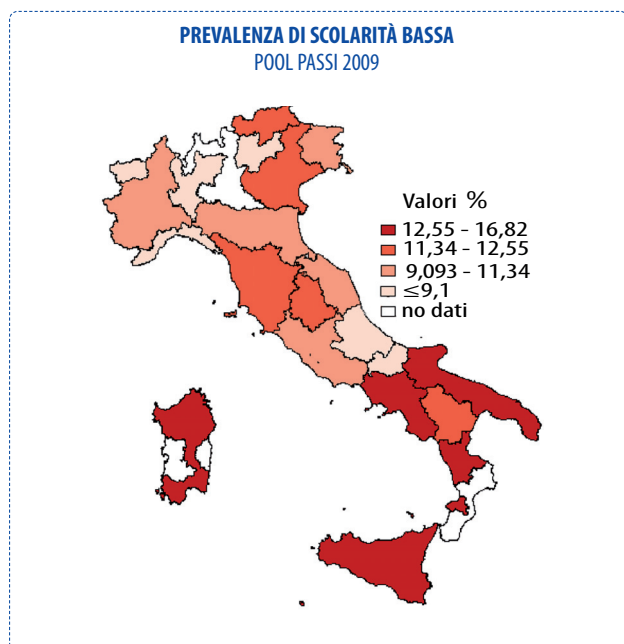 PREVALENZA DI SCOLARITÀ BASSA
POOL PASSI 2009
Valori %
12,55 - 16,82
11,34 - 12,55
9,093 - 11,34
≤9,1
no dati